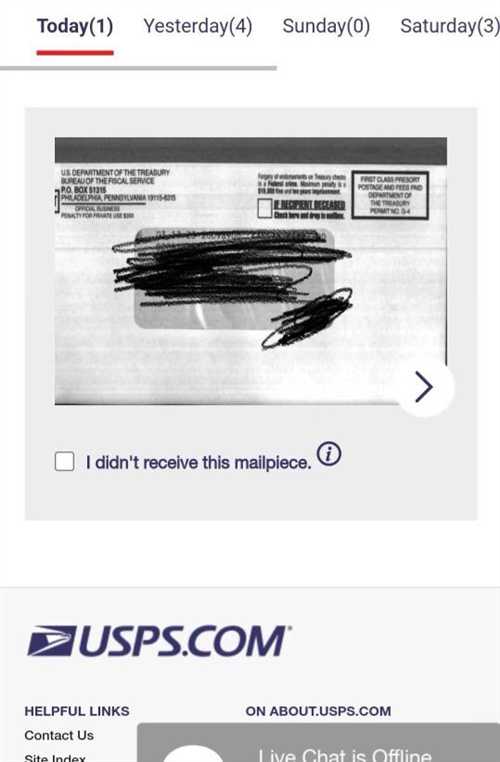 Today(1) Yesterday(4) Sunday(0) Saturday(3)
U.S. DEPARTMENT OF THE TREASURY
BUREAU OF THE FISCAL SERVICE
P.O. BOX 51315
PHILADELPHIA, PENNSYLVANIA 19115-6315
OFFICIAL BUSINESS
PENALTY FOR PRIVATE USE $300
Forgery of endorsements on Treasury checks
is a Federal crime. Maximum penalty is a
$10,000 fine and ten years imprisonment.
IF RECIPIENT DECEASED
Check here and drop in mailbox.
FIRST CLASS PRESORT
POSTAGE AND FEES PAID
DEPARTMENT OF
THE TREASURY
PERMIT NO. G-4
I didn't receive this mailpiece.
USPS.COM
HELPFUL LINKS
Contact Us
Site Index
ON ABOUT.USPS.COM
Live Chat is Offline